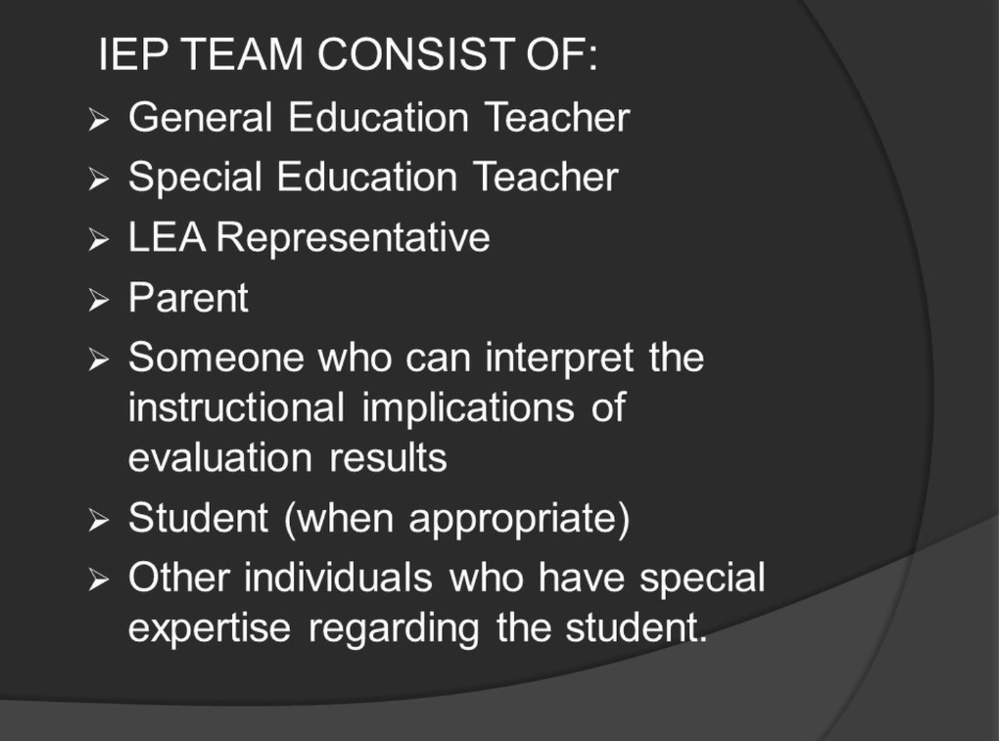 IEP TEAM CONSIST OF:
➢ General Education Teacher
➢ Special Education Teacher
➢ LEA Representative
➢ Parent
➢ Someone who can interpret the
instructional implications of
evaluation results
➢ Student (when appropriate)
➢ Other individuals who have special
expertise regarding the student.